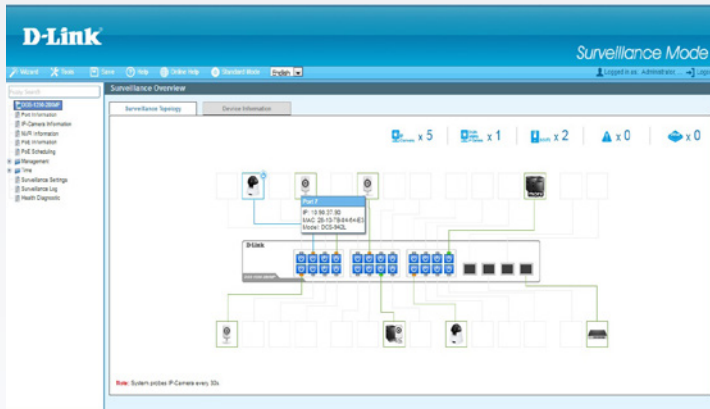 D-Link
Surveillance Mode
Wizard Tools Save Help Online Help Standard Mode English Logged in as: Administrator
Fuzzy Search
Surveillance Overview
Port Information
IP-Camera Information
NVR Information
PoE Information
PoE Scheduling
Management
Time
Surveillance Settings
Surveillance Log
Health Diagnostic
Surveillance Topology Device Information
x 5 x 1 x 2 x 0 x 0
Port 7
Model: DCS-942L
D-Link
Note: System probes IP-Camera every 30s